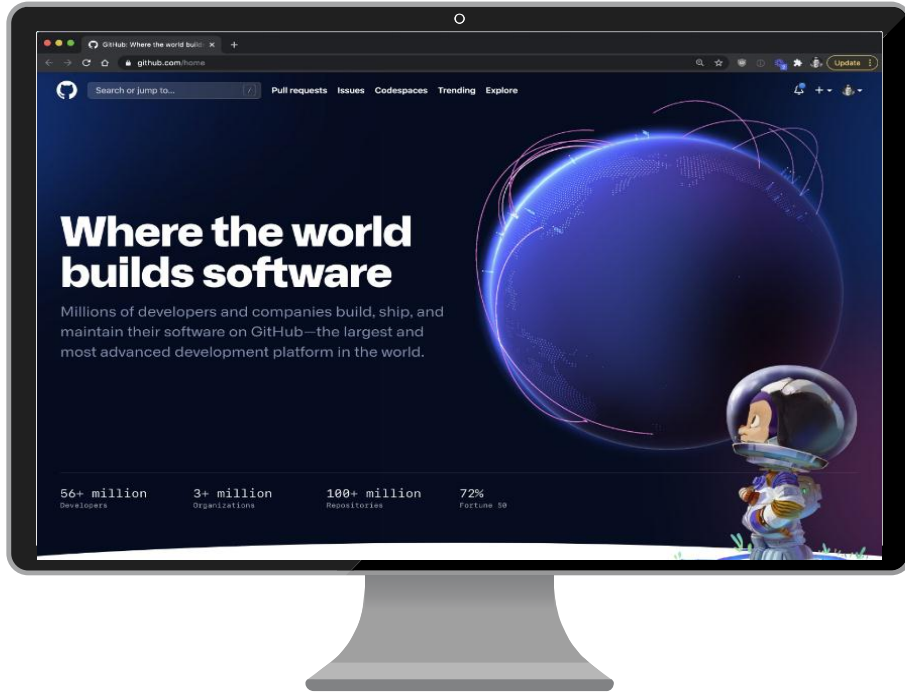 GitHub: Where the world build
Update
github.com/home
Search or jump to...
/
Pull requests Issues Codespaces Trending Explore
Where the world
builds software
Millions of developers and companies build, ship, and
maintain their software on GitHub—the largest and
most advanced development platform in the world.
56+ million 3+ million 100+ million 72%
Developers Organizations Repositories Fortune 50